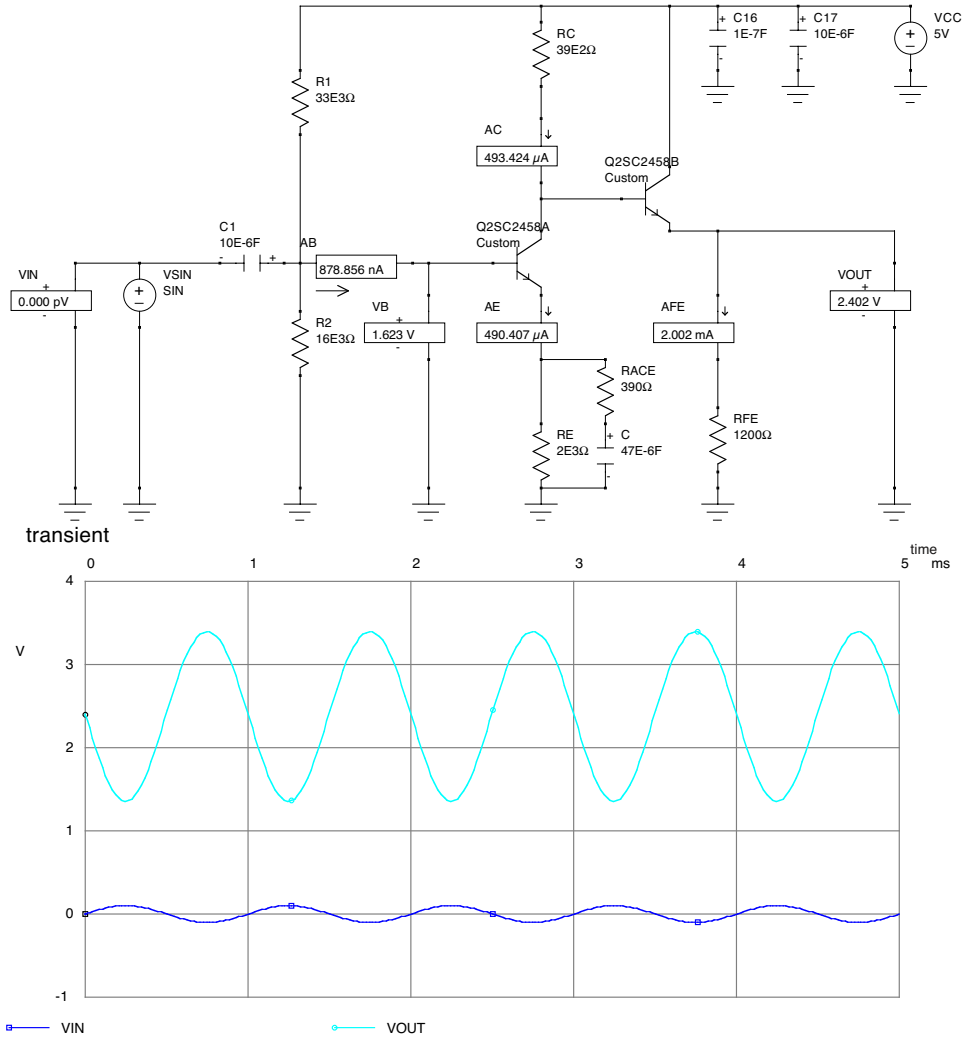 C16
1E-7F
C17
10E-6F
VCC
5V
RC
39E2Ω
R1
33E3Ω
AC
493.424 µA
Q2SC2458B
Custom
C1
10E-6F
AB
878.856 nA
Q2SC2458A
Custom
VIN
0.000 pV
VSIN
SIN
VOUT
2.402 V
R2
16E3Ω
VB
1.623 V
AE
490.407 µA
AFE
2.002 mA
RACE
390Ω
RE
2E3Ω
C
47E-6F
RFE
1200Ω
transient
time
ms
0 1 2 3 4 5
4
V
3
2
1
0
-1
VIN
VOUT